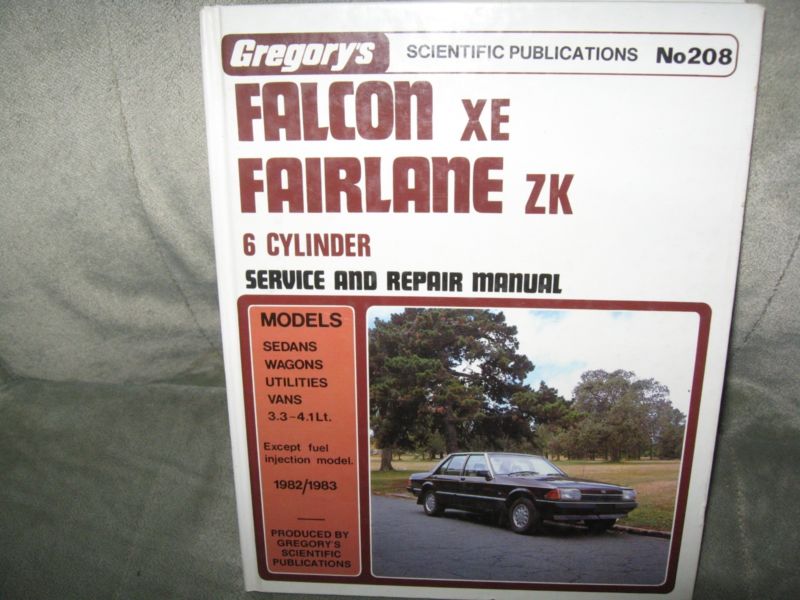 Gregory's SCIENTIFIC PUBLICATIONS No208
FALCON XE
FAIRLANE ZK
6 CYLINDER
SERVICE AND REPAIR MANUAL
MODELS
SEDANS
WAGONS
UTILITIES
VANS
3.3-4.1Lt.
Except fuel
injection model.
1982/1983
PRODUCED BY
GREGORY'S
SCIENTIFIC
PUBLICATIONS